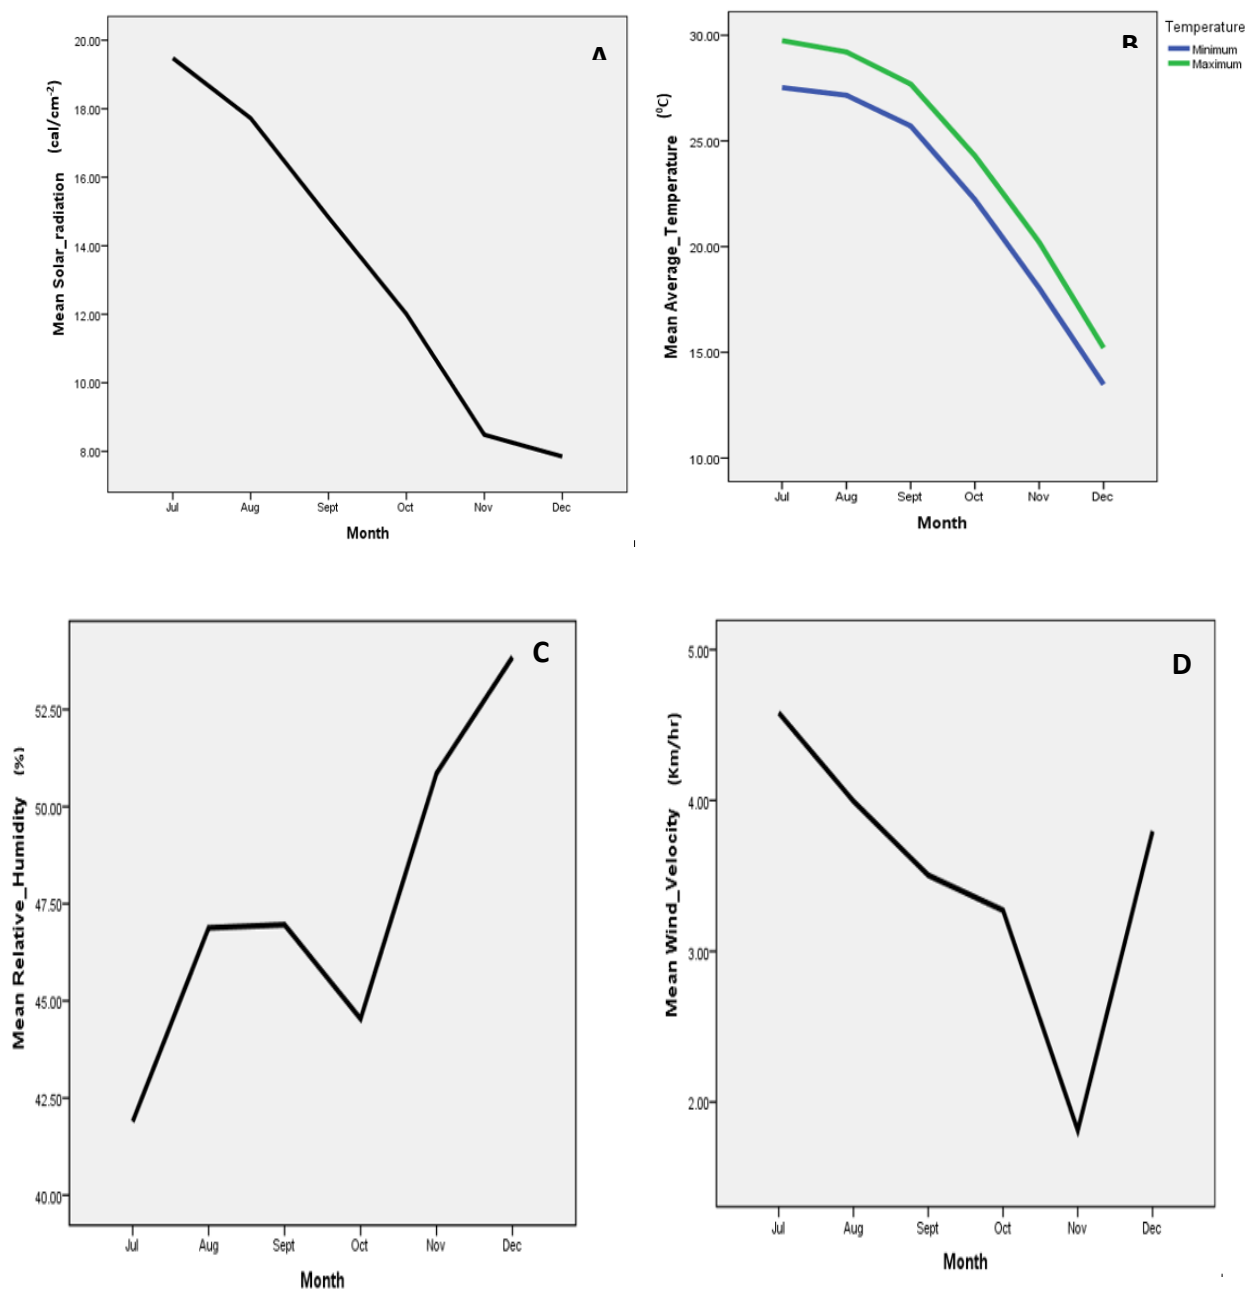 A
20.00
18.00
16.00
14.00
12.00
10.00
8.00
Mean Solar_radiation (cal/cm⁻²)
Jul Aug Sept Oct Nov Dec
Month
B
Temperature
Minimum
Maximum
30.00
25.00
20.00
15.00
10.00
Mean Average_Temperature (⁰C)
Jul Aug Sept Oct Nov Dec
Month
C
52.50
50.00
47.50
45.00
42.50
40.00
Mean Relative_Humidity (%)
Jul Aug Sept Oct Nov Dec
Month
D
5.00
4.00
3.00
2.00
Mean Wind_Velocity (Km/hr)
Jul Aug Sept Oct Nov Dec
Month